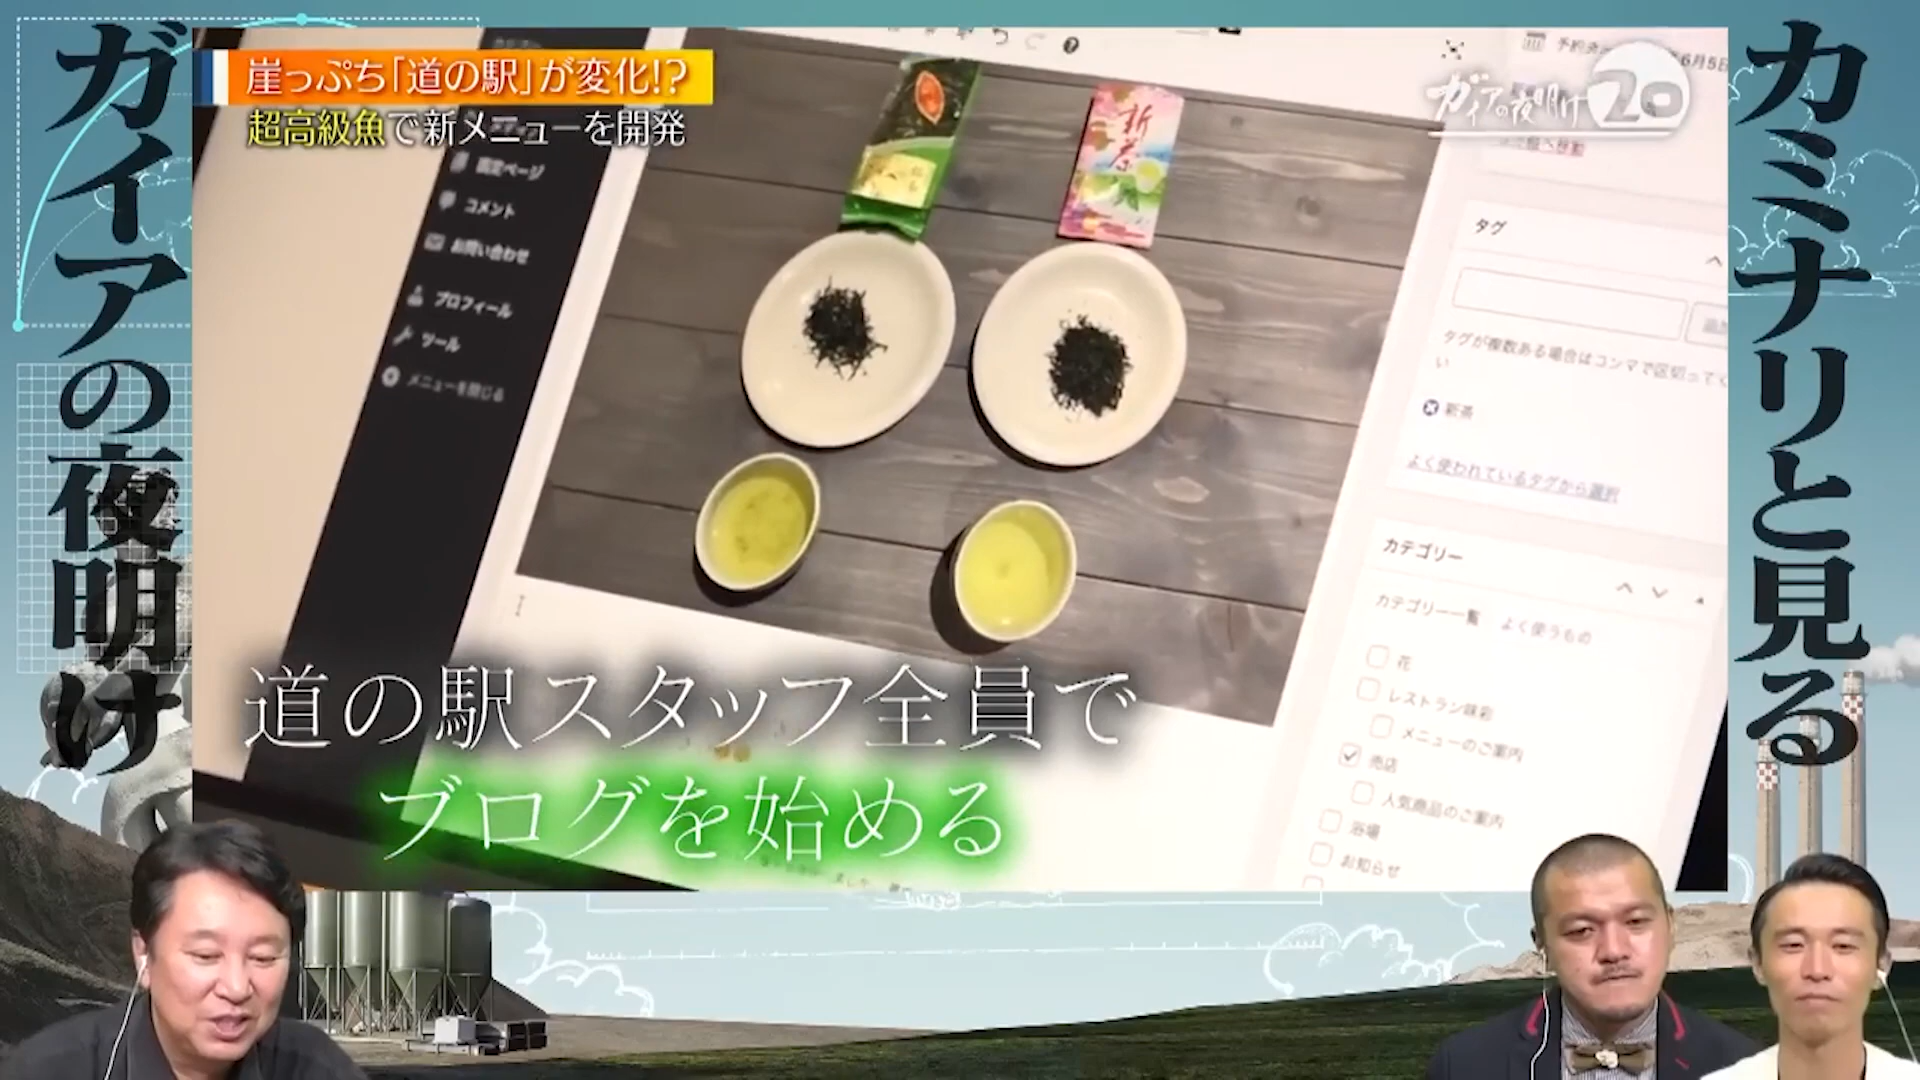 ガイアの夜明け
カミナリと見る
崖っぷち「道の駅」が変化!?
超高級魚で新メニューを開発
ガイアの夜明け20
新茶
固定ページ
コメント
お問い合わせ
プロフィール
ツール
メニューを閉じる
タグ
タグが複数ある場合はコンマで区切ってく
い
新茶
よく使われているタグから選択
カテゴリー
カテゴリー一覧 よく使うもの
花
レストラン味彩
メニューのご案内
売店
人気商品のご案内
浴場
お知らせ
道の駅スタッフ全員で
ブログを始める